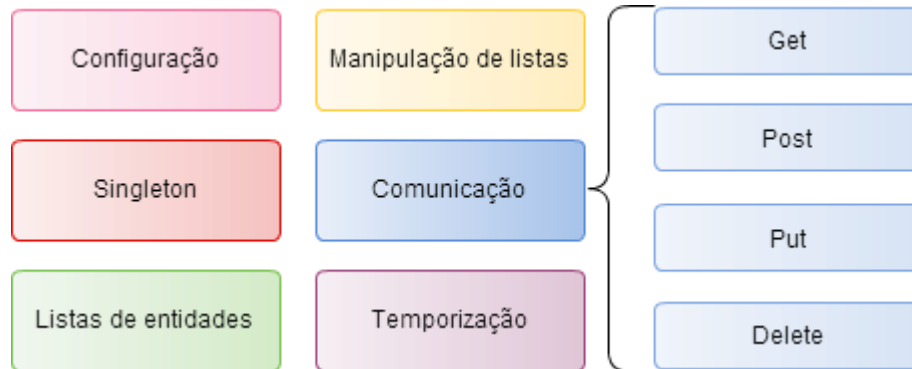 Configuração
Manipulação de listas
Singleton
Comunicação
Listas de entidades
Temporização
Get
Post
Put
Delete